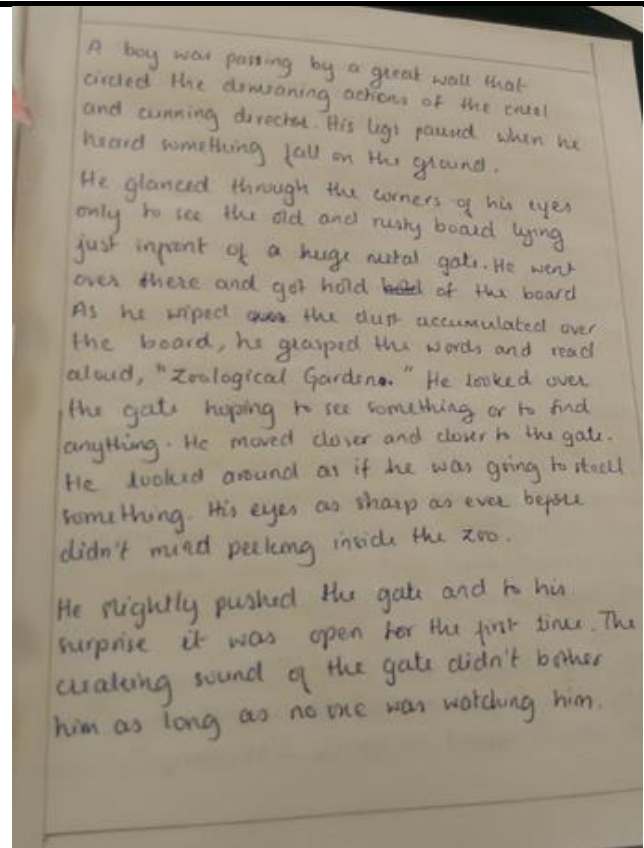 A boy was passing by a great wall that
circled the demeaning actions of the cruel
and cunning director. His legs paused when he
heard something fall on the ground.
He glanced through the corners of his eyes
only to see the old and rusty board lying
just infront of a huge metal gate. He went
over there and got hold of the board
As he wiped the dust accumulated over
the board, he grasped the words and read
aloud, "Zoological Gardens." He looked over
the gate hoping to see something or to find
anything. He moved closer and closer to the gate.
He looked around as if he was going to steal
something. His eyes as sharp as ever before
didn't mind peeking inside the zoo.
He slightly pushed the gate and to his
surprise it was open for the first time. The
creaking sound of the gate didn't bother
him as long as no one was watching him.